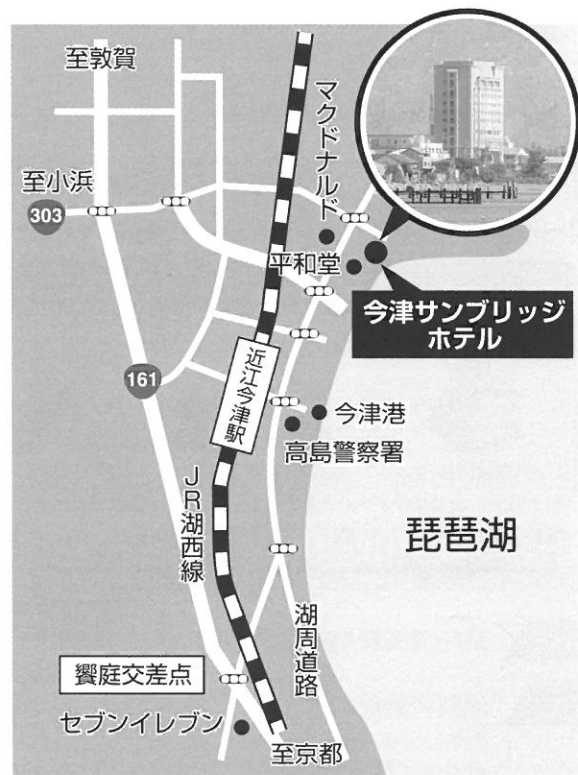 至敦賀
マクドナルド
至小浜
303
平和堂
今津サンブリッジ
ホテル
161
近江今津駅
今津港
高島警察署
JR湖西線
琵琶湖
湖周道路
饗庭交差点
セブンイレブン
至京都